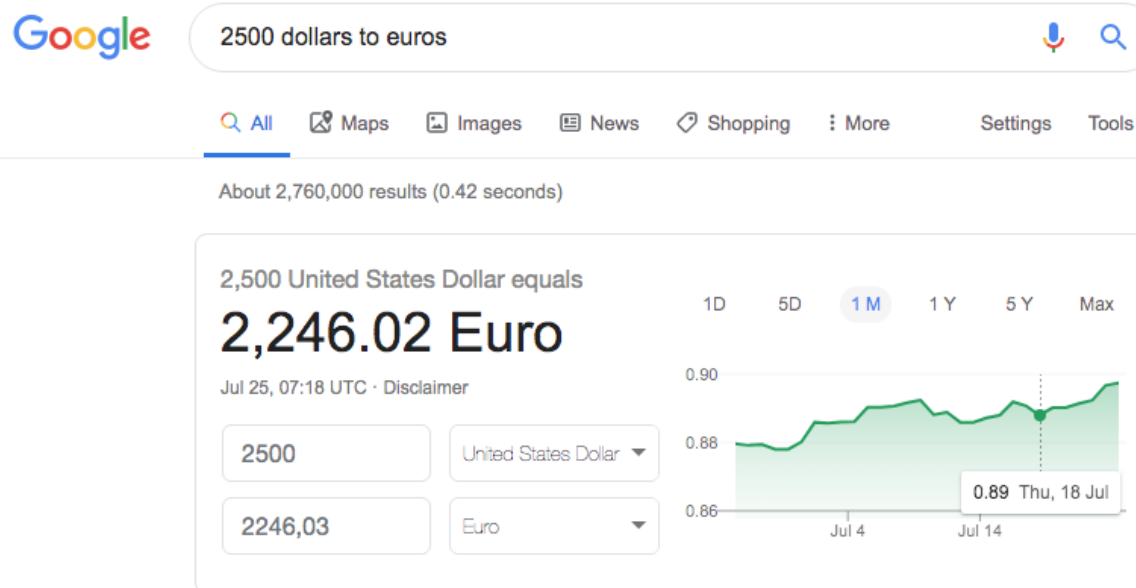 Google
2500 dollars to euros
All Maps Images News Shopping More Settings Tools
About 2,760,000 results (0.42 seconds)
2,500 United States Dollar equals
2,246.02 Euro
Jul 25, 07:18 UTC · Disclaimer
2500 United States Dollar
2246,03 Euro
1D 5D 1 M 1 Y 5 Y Max
0.90
0.88
0.86
0.89 Thu, 18 Jul
Jul 4 Jul 14